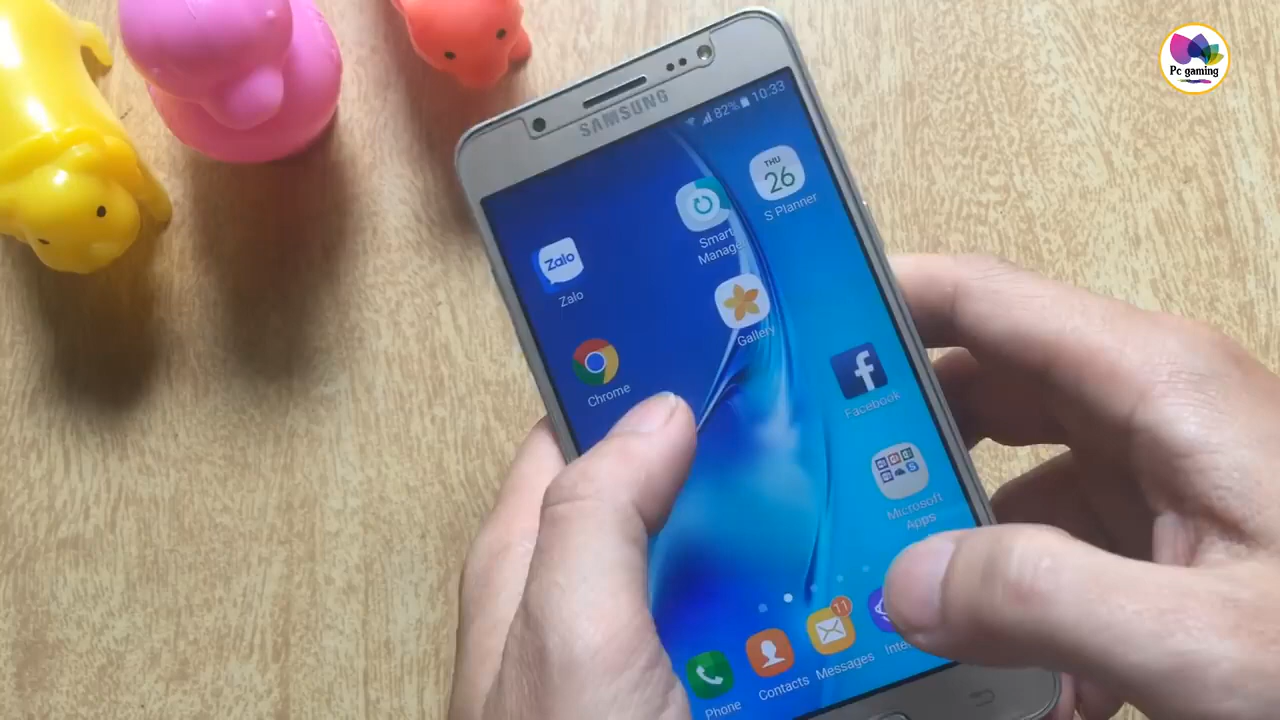 Pc gaming
SAMSUNG
82% 10:33
THU
26
S Planner
Smart
Manage
Zalo
Zalo
Gallery
Chrome
f
Facebook
Microsoft
Apps
11
Phone
Contacts
Messages
Inte